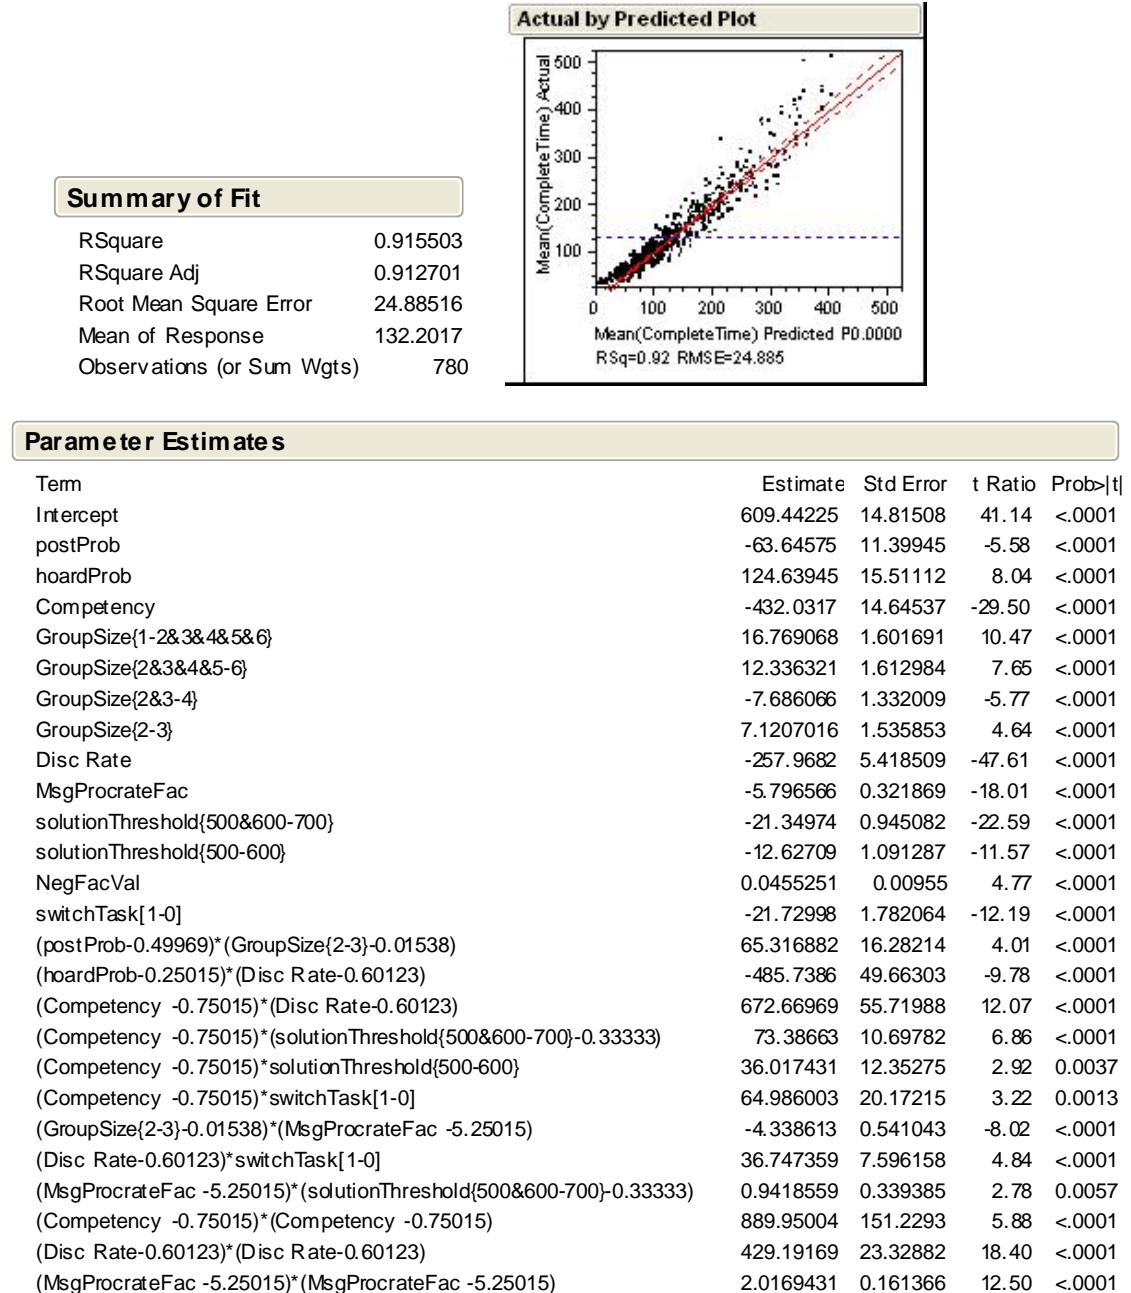 Actual by Predicted Plot
Mean(CompleteTime) Actual
500
400
300
200
100
0 100 200 300 400 500
Mean(CompleteTime) Predicted P0.0000
RSq=0.92 RMSE=24.885
Summary of Fit
RSquare 0.915503
RSquare Adj 0.912701
Root Mean Square Error 24.88516
Mean of Response 132.2017
Observations (or Sum Wgts) 780
Parameter Estimates
Term Estimate Std Error t Ratio Prob>|t|
Intercept 609.44225 14.81508 41.14 <.0001
postProb -63.64575 11.39945 -5.58 <.0001
hoardProb 124.63945 15.51112 8.04 <.0001
Competency -432.0317 14.64537 -29.50 <.0001
GroupSize{1-2&3&4&5&6} 16.769068 1.601691 10.47 <.0001
GroupSize{2&3&4&5-6} 12.336321 1.612984 7.65 <.0001
GroupSize{2&3-4} -7.686066 1.332009 -5.77 <.0001
GroupSize{2-3} 7.1207016 1.535853 4.64 <.0001
Disc Rate -257.9682 5.418509 -47.61 <.0001
MsgProcrateFac -5.796566 0.321869 -18.01 <.0001
solutionThreshold{500&600-700} -21.34974 0.945082 -22.59 <.0001
solutionThreshold{500-600} -12.62709 1.091287 -11.57 <.0001
NegFacVal 0.0455251 0.00955 4.77 <.0001
switchTask[1-0] -21.72998 1.782064 -12.19 <.0001
(postProb-0.49969)*(GroupSize{2-3}-0.01538) 65.316882 16.28214 4.01 <.0001
(hoardProb-0.25015)*(Disc Rate-0.60123) -485.7386 49.66303 -9.78 <.0001
(Competency -0.75015)*(Disc Rate-0.60123) 672.66969 55.71988 12.07 <.0001
(Competency -0.75015)*(solutionThreshold{500&600-700}-0.33333) 73.38663 10.69782 6.86 <.0001
(Competency -0.75015)*solutionThreshold{500-600} 36.017431 12.35275 2.92 0.0037
(Competency -0.75015)*switchTask[1-0] 64.986003 20.17215 3.22 0.0013
(GroupSize{2-3}-0.01538)*(MsgProcrateFac -5.25015) -4.338613 0.541043 -8.02 <.0001
(Disc Rate-0.60123)*switchTask[1-0] 36.747359 7.596158 4.84 <.0001
(MsgProcrateFac -5.25015)*(solutionThreshold{500&600-700}-0.33333) 0.9418559 0.339385 2.78 0.0057
(Competency -0.75015)*(Competency -0.75015) 889.95004 151.2293 5.88 <.0001
(Disc Rate-0.60123)*(Disc Rate-0.60123) 429.19169 23.32882 18.40 <.0001
(MsgProcrateFac -5.25015)*(MsgProcrateFac -5.25015) 2.0169431 0.161366 12.50 <.0001